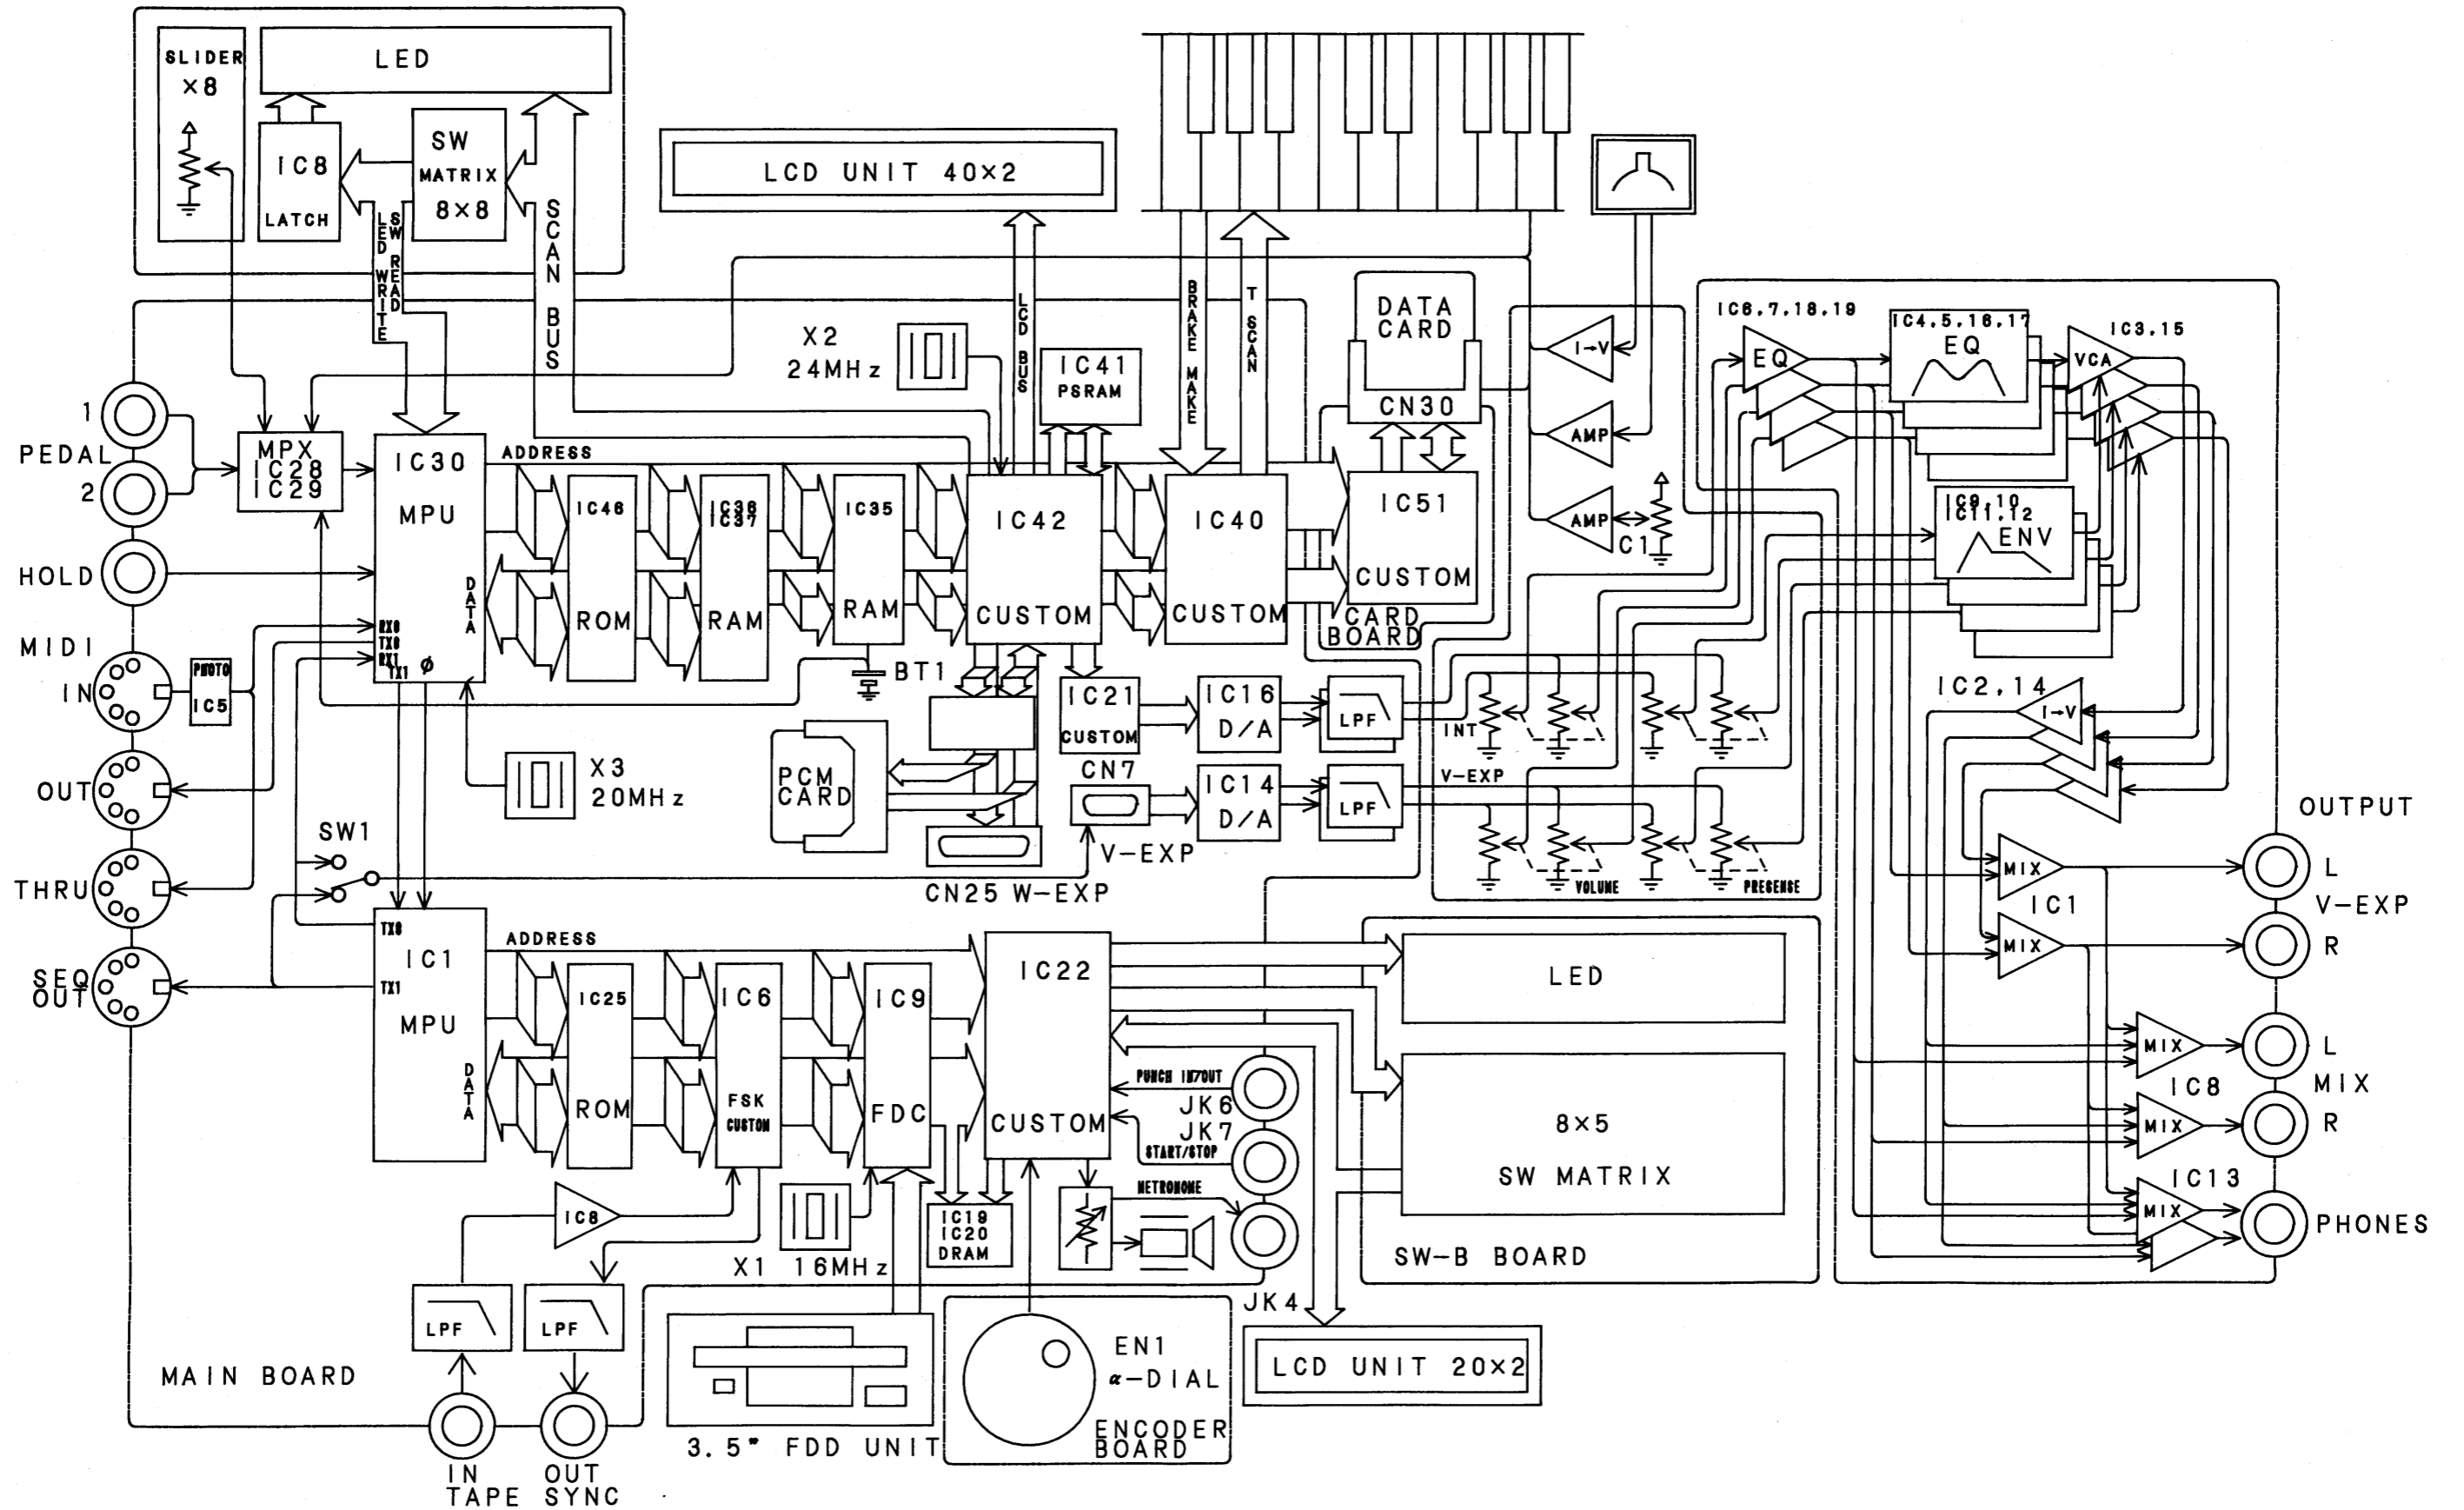 SLIDER
×8
LED
IC8
LATCH
SW
MATRIX
8×8
LED WRITE
SW READ
SCAN BUS
LCD UNIT 40×2
LCD BUS
BRAKE MAKE
T SCAN
X2
24MHz
IC41
PSRAM
DATA
CARD
CN30
I→V
AMP
AMP
C1
1
PEDAL
2
MPX
IC28
IC29
HOLD
IC30
MPU
ADDRESS
DATA
RX0
TX0
RX1
TX1
Ø
IC46
ROM
IC36
IC37
RAM
IC35
RAM
IC42
CUSTOM
IC40
CUSTOM
IC51
CUSTOM
CARD
BOARD
MIDI
IN
PHOTO
IC5
OUT
THRU
SEQ
OUT
BT1
X3
20MHz
SW1
PCM
CARD
CN25 W-EXP
IC21
CUSTOM
CN7
V-EXP
IC16
D/A
LPF
IC14
D/A
LPF
INT
V-EXP
VOLUME
PRESENSE
IC6,7,18,19
EQ
IC4,5,16,17
EQ
IC3,15
VCA
IC9,10
IC11,12
ENV
IC2,14
I→V
MIX
IC1
MIX
MIX
IC8
MIX
IC13
MIX
OUTPUT
L
V-EXP
R
L
MIX
R
PHONES
TX0
IC1
TX1
MPU
ADDRESS
DATA
IC25
ROM
IC6
FSK
CUSTOM
IC9
FDC
IC22
CUSTOM
LED
8×5
SW MATRIX
SW-B BOARD
PUNCH IN/OUT
JK6
JK7
START/STOP
METRONOME
JK4
IC8
X1 16MHz
IC19
IC20
DRAM
LPF
LPF
MAIN BOARD
IN
TAPE
OUT
SYNC
3.5" FDD UNIT
EN1
α-DIAL
ENCODER
BOARD
LCD UNIT 20×2